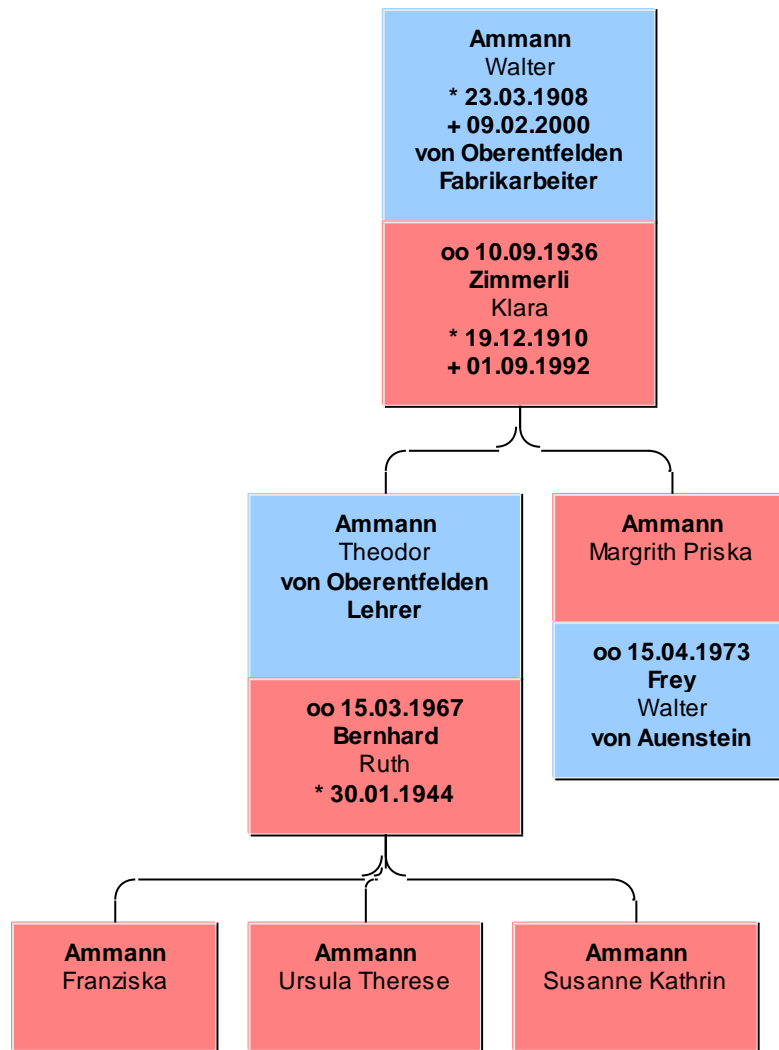 Ammann
Walter
* 23.03.1908
+ 09.02.2000
von Oberentfelden
Fabrikarbeiter
oo 10.09.1936
Zimmerli
Klara
* 19.12.1910
+ 01.09.1992
Ammann
Theodor
von Oberentfelden
Lehrer
oo 15.03.1967
Bernhard
Ruth
* 30.01.1944
Ammann
Margrith Priska
oo 15.04.1973
Frey
Walter
von Auenstein
Ammann
Franziska
Ammann
Ursula Therese
Ammann
Susanne Kathrin